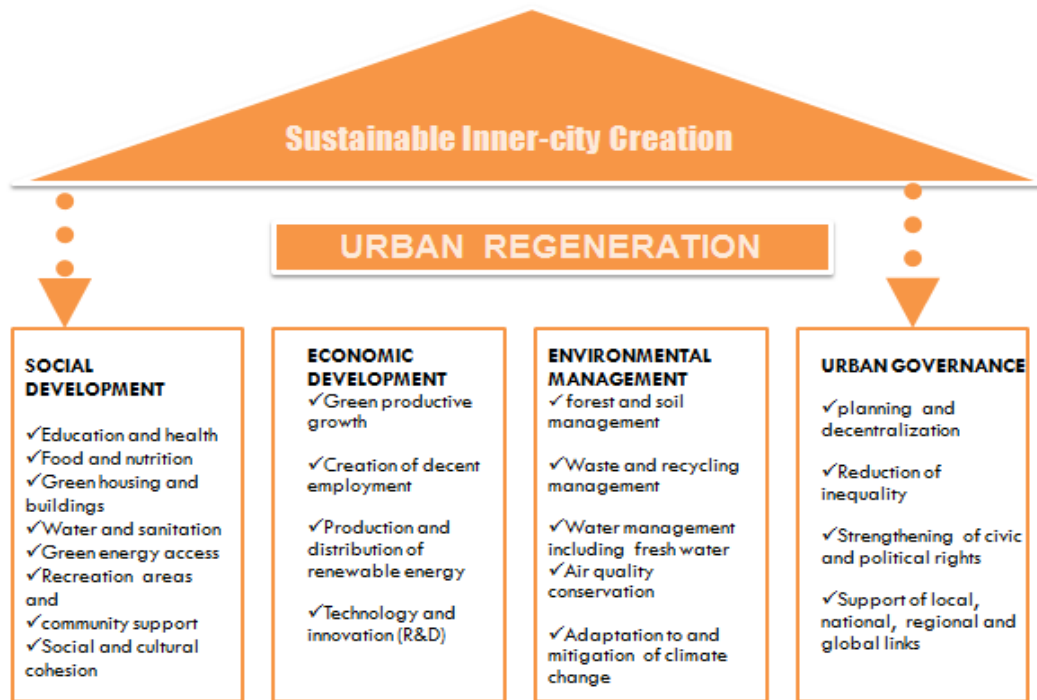 Sustainable Inner-city Creation
URBAN REGENERATION
SOCIAL
DEVELOPMENT
✓Education and health
✓Food and nutrition
✓Green housing and
buildings
✓Water and sanitation
✓Green energy access
✓Recreation areas
and
✓community support
✓Social and cultural
cohesion
ECONOMIC
DEVELOPMENT
✓Green productive
growth
✓Creation of decent
employment
✓Production and
distribution of
renewable energy
✓Technology and
innovation (R&D)
ENVIRONMENTAL
MANAGEMENT
✓ forest and soil
management
✓Waste and recycling
management
✓Water management
including fresh water
✓Air quality
conservation
✓Adaptation to and
mitigation of climate
change
URBAN GOVERNANCE
✓planning and
decentralization
✓Reduction of
inequality
✓Strengthening of civic
and political rights
✓Support of local,
national, regional and
global links